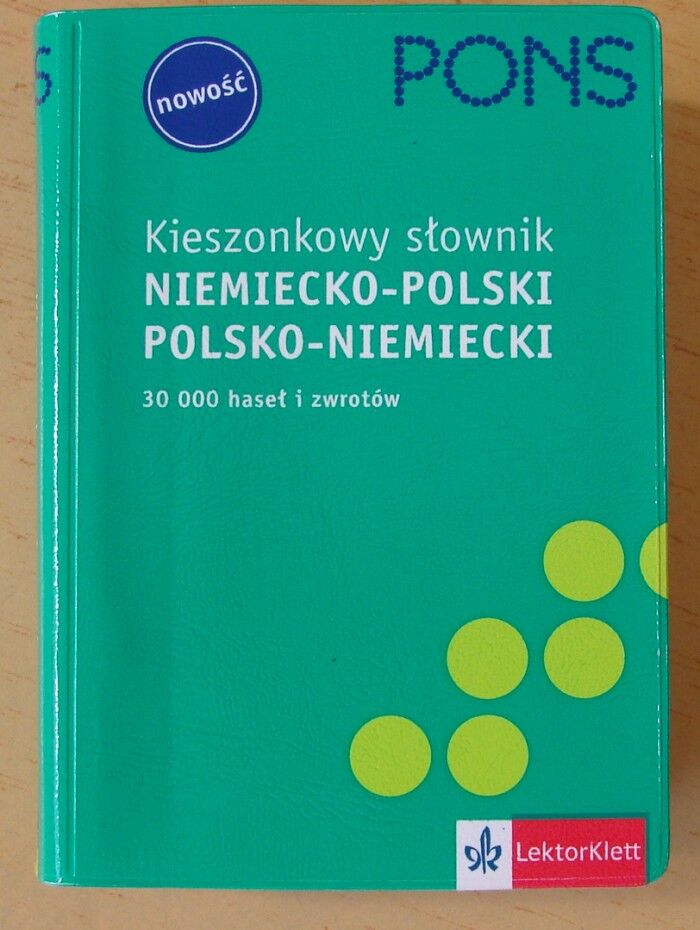 PONS
nowość
Kieszonkowy słownik
NIEMIECKO-POLSKI
POLSKO-NIEMIECKI
30 000 haseł i zwrotów
LektorKlett
S